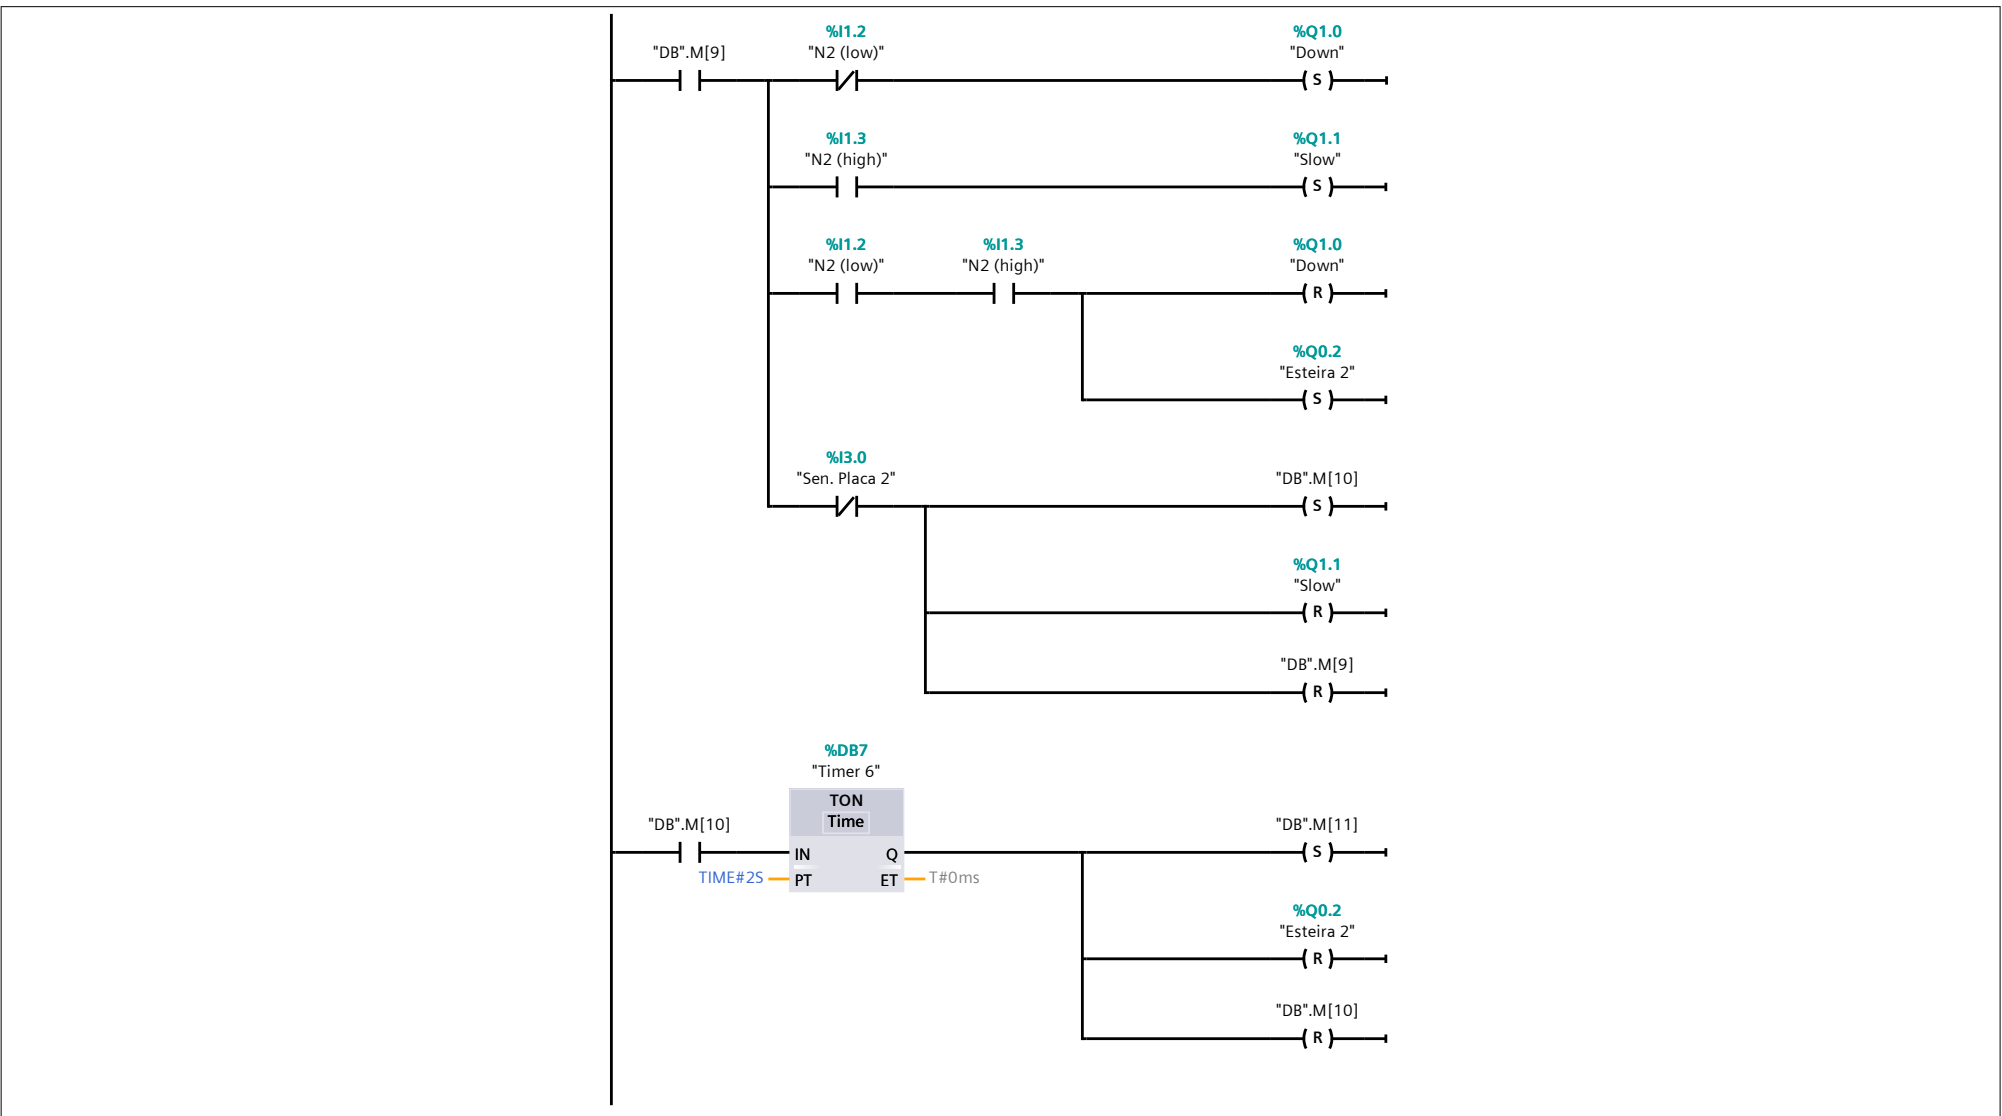 %I1.2
%Q1.0
"DB".M[9]
"N2 (low)"
"Down"
S
%I1.3
%Q1.1
"N2 (high)"
"Slow"
S
%I1.2
%I1.3
%Q1.0
"N2 (low)"
"N2 (high)"
"Down"
R
%Q0.2
"Esteira 2"
S
%I3.0
"Sen. Placa 2"
"DB".M[10]
S
%Q1.1
"Slow"
R
"DB".M[9]
R
%DB7
"Timer 6"
TON
Time
"DB".M[10]
"DB".M[11]
IN
Q
S
TIME#2S
PT
ET
T#0ms
%Q0.2
"Esteira 2"
R
"DB".M[10]
R